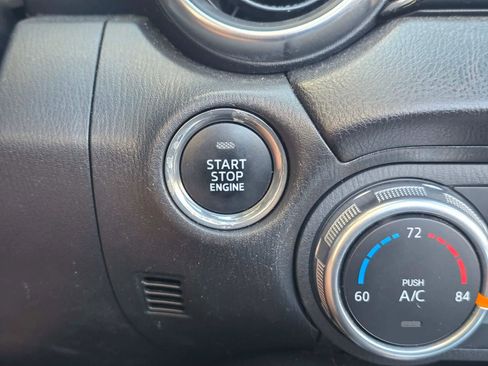 START
STOP
ENGINE
72
60
84
PUSH
A/C